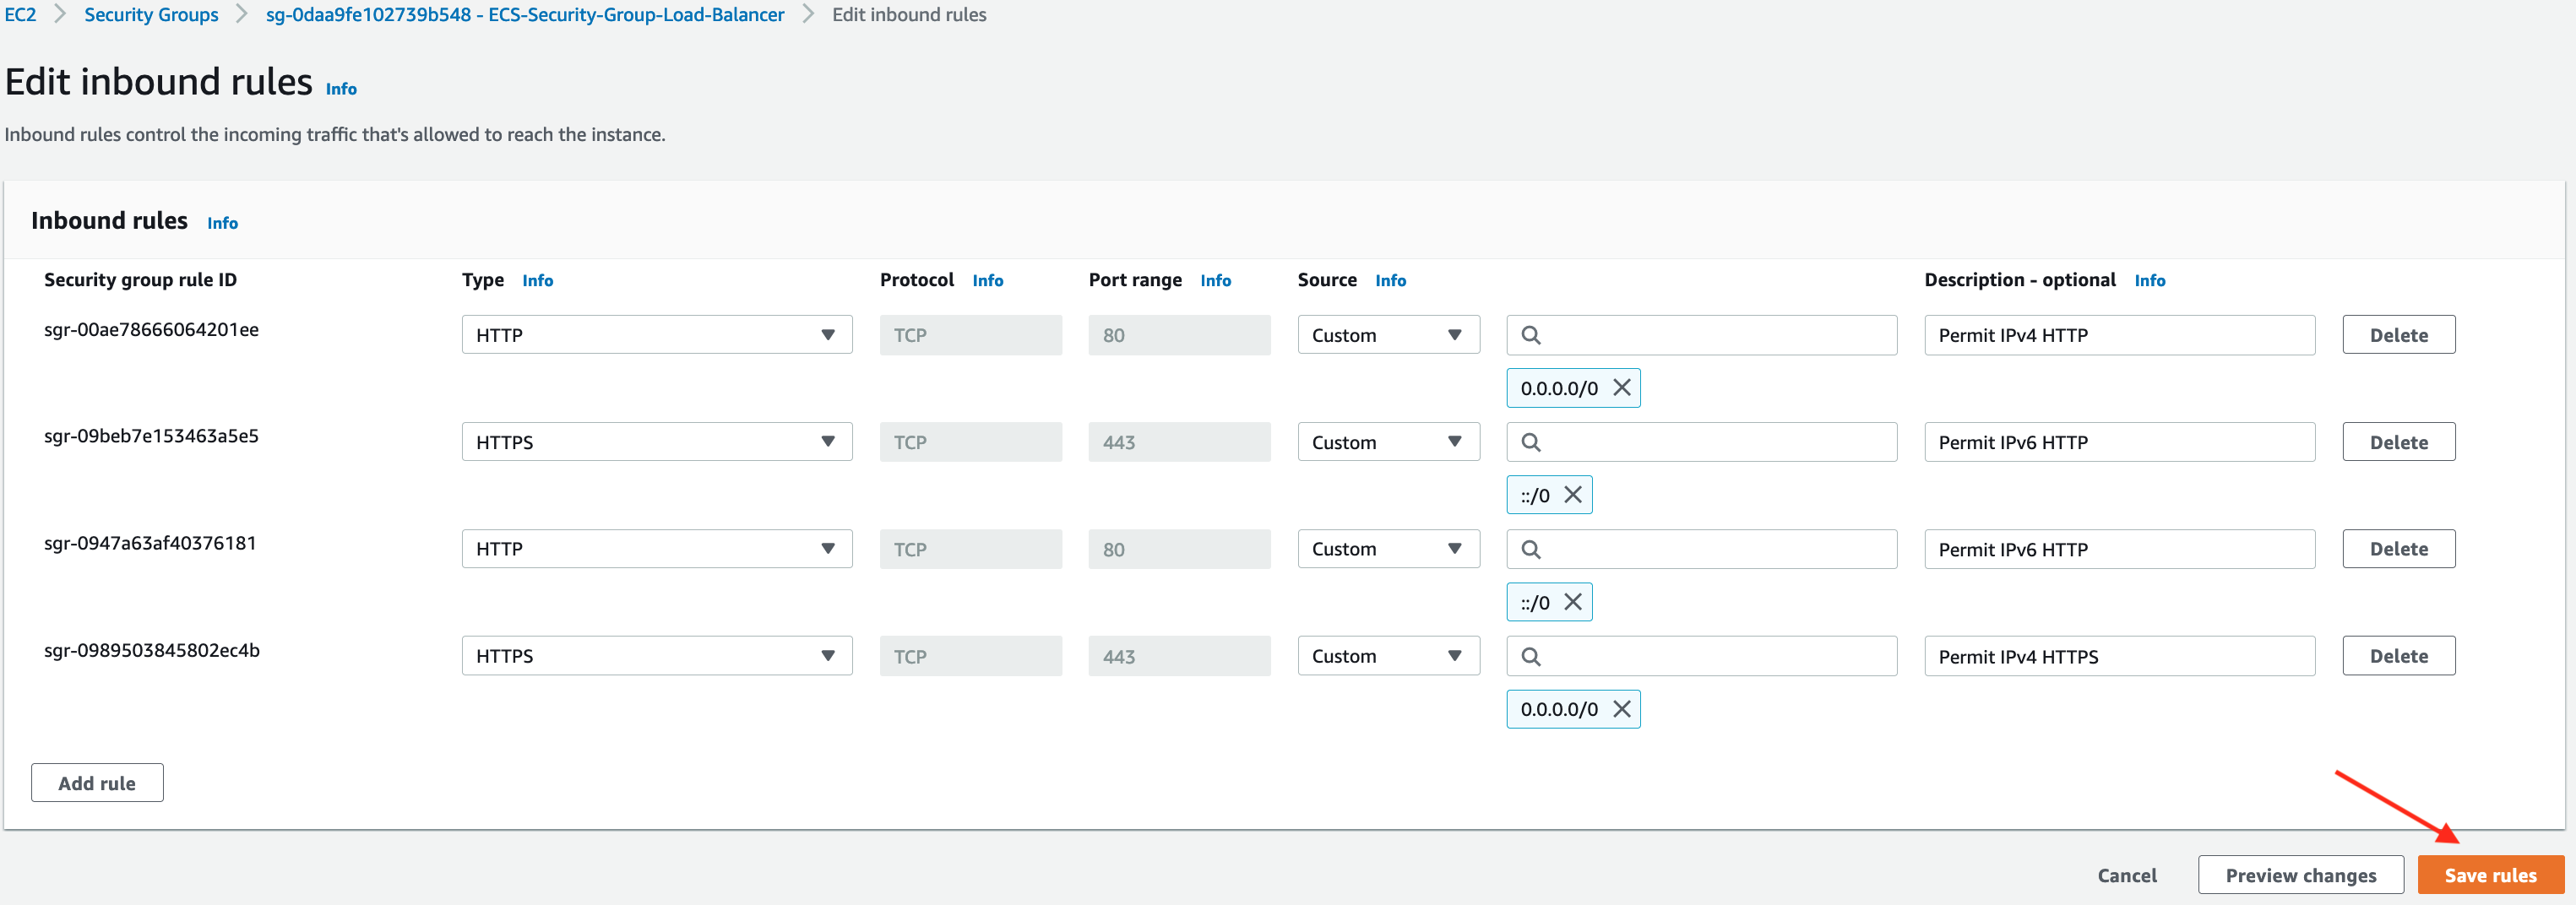 EC2 > Security Groups > sg-0daa9fe102739b548 - ECS-Security-Group-Load-Balancer > Edit inbound rules
Edit inbound rules Info
Inbound rules control the incoming traffic that's allowed to reach the instance.
Inbound rules Info
Security group rule ID Type Info Protocol Info Port range Info Source Info Description - optional Info
sgr-00ae78666064201ee HTTP TCP 80 Custom Permit IPv4 HTTP Delete
0.0.0.0/0
sgr-09beb7e153463a5e5 HTTPS TCP 443 Custom Permit IPv6 HTTP Delete
::/0
sgr-0947a63af40376181 HTTP TCP 80 Custom Permit IPv6 HTTP Delete
::/0
sgr-0989503845802ec4b HTTPS TCP 443 Custom Permit IPv4 HTTPS Delete
0.0.0.0/0
Add rule
Cancel Preview changes Save rules